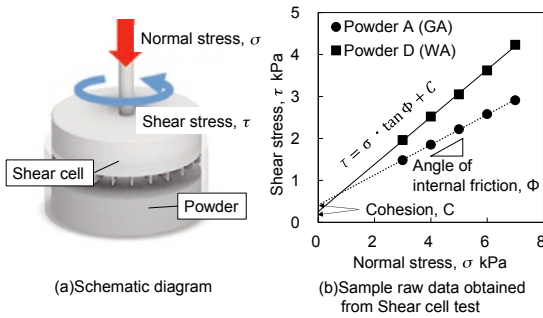 Normal stress, σ
Shear stress, τ
Shear cell
Powder
(a)Schematic diagram
Shear stress, τ kPa
5
4
3
2
1
0
Powder A (GA)
Powder D (WA)
τ = σ · tanΦ + C
Angle of
internal friction, Φ
Cohesion, C
0 2 4 6 8
Normal stress, σ kPa
(b)Sample raw data obtained
from Shear cell test